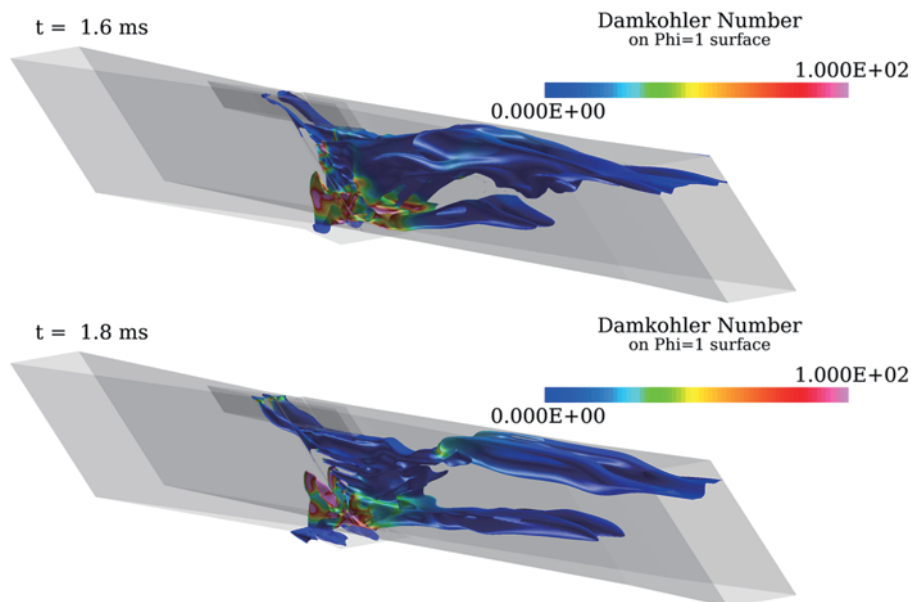 t = 1.6 ms
Damkohler Number
on Phi=1 surface
1.000E+02
0.000E+00
t = 1.8 ms
Damkohler Number
on Phi=1 surface
1.000E+02
0.000E+00